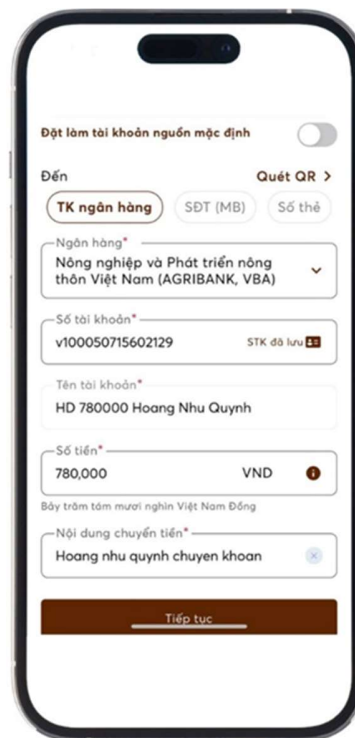 Đặt làm tài khoản nguồn mặc định
Đến
Quét QR >
TK ngân hàng
SĐT (MB)
Số thẻ
Ngân hàng*
Nông nghiệp và Phát triển nông
thôn Việt Nam (AGRIBANK, VBA)
Số tài khoản*
v100050715602129
STK đã lưu
Tên tài khoản*
HD 780000 Hoang Nhu Quynh
Số tiền*
780,000
VND
Bảy trăm tám mươi nghìn Việt Nam Đồng
Nội dung chuyển tiền*
Hoang nhu quynh chuyen khoan
Tiếp tục